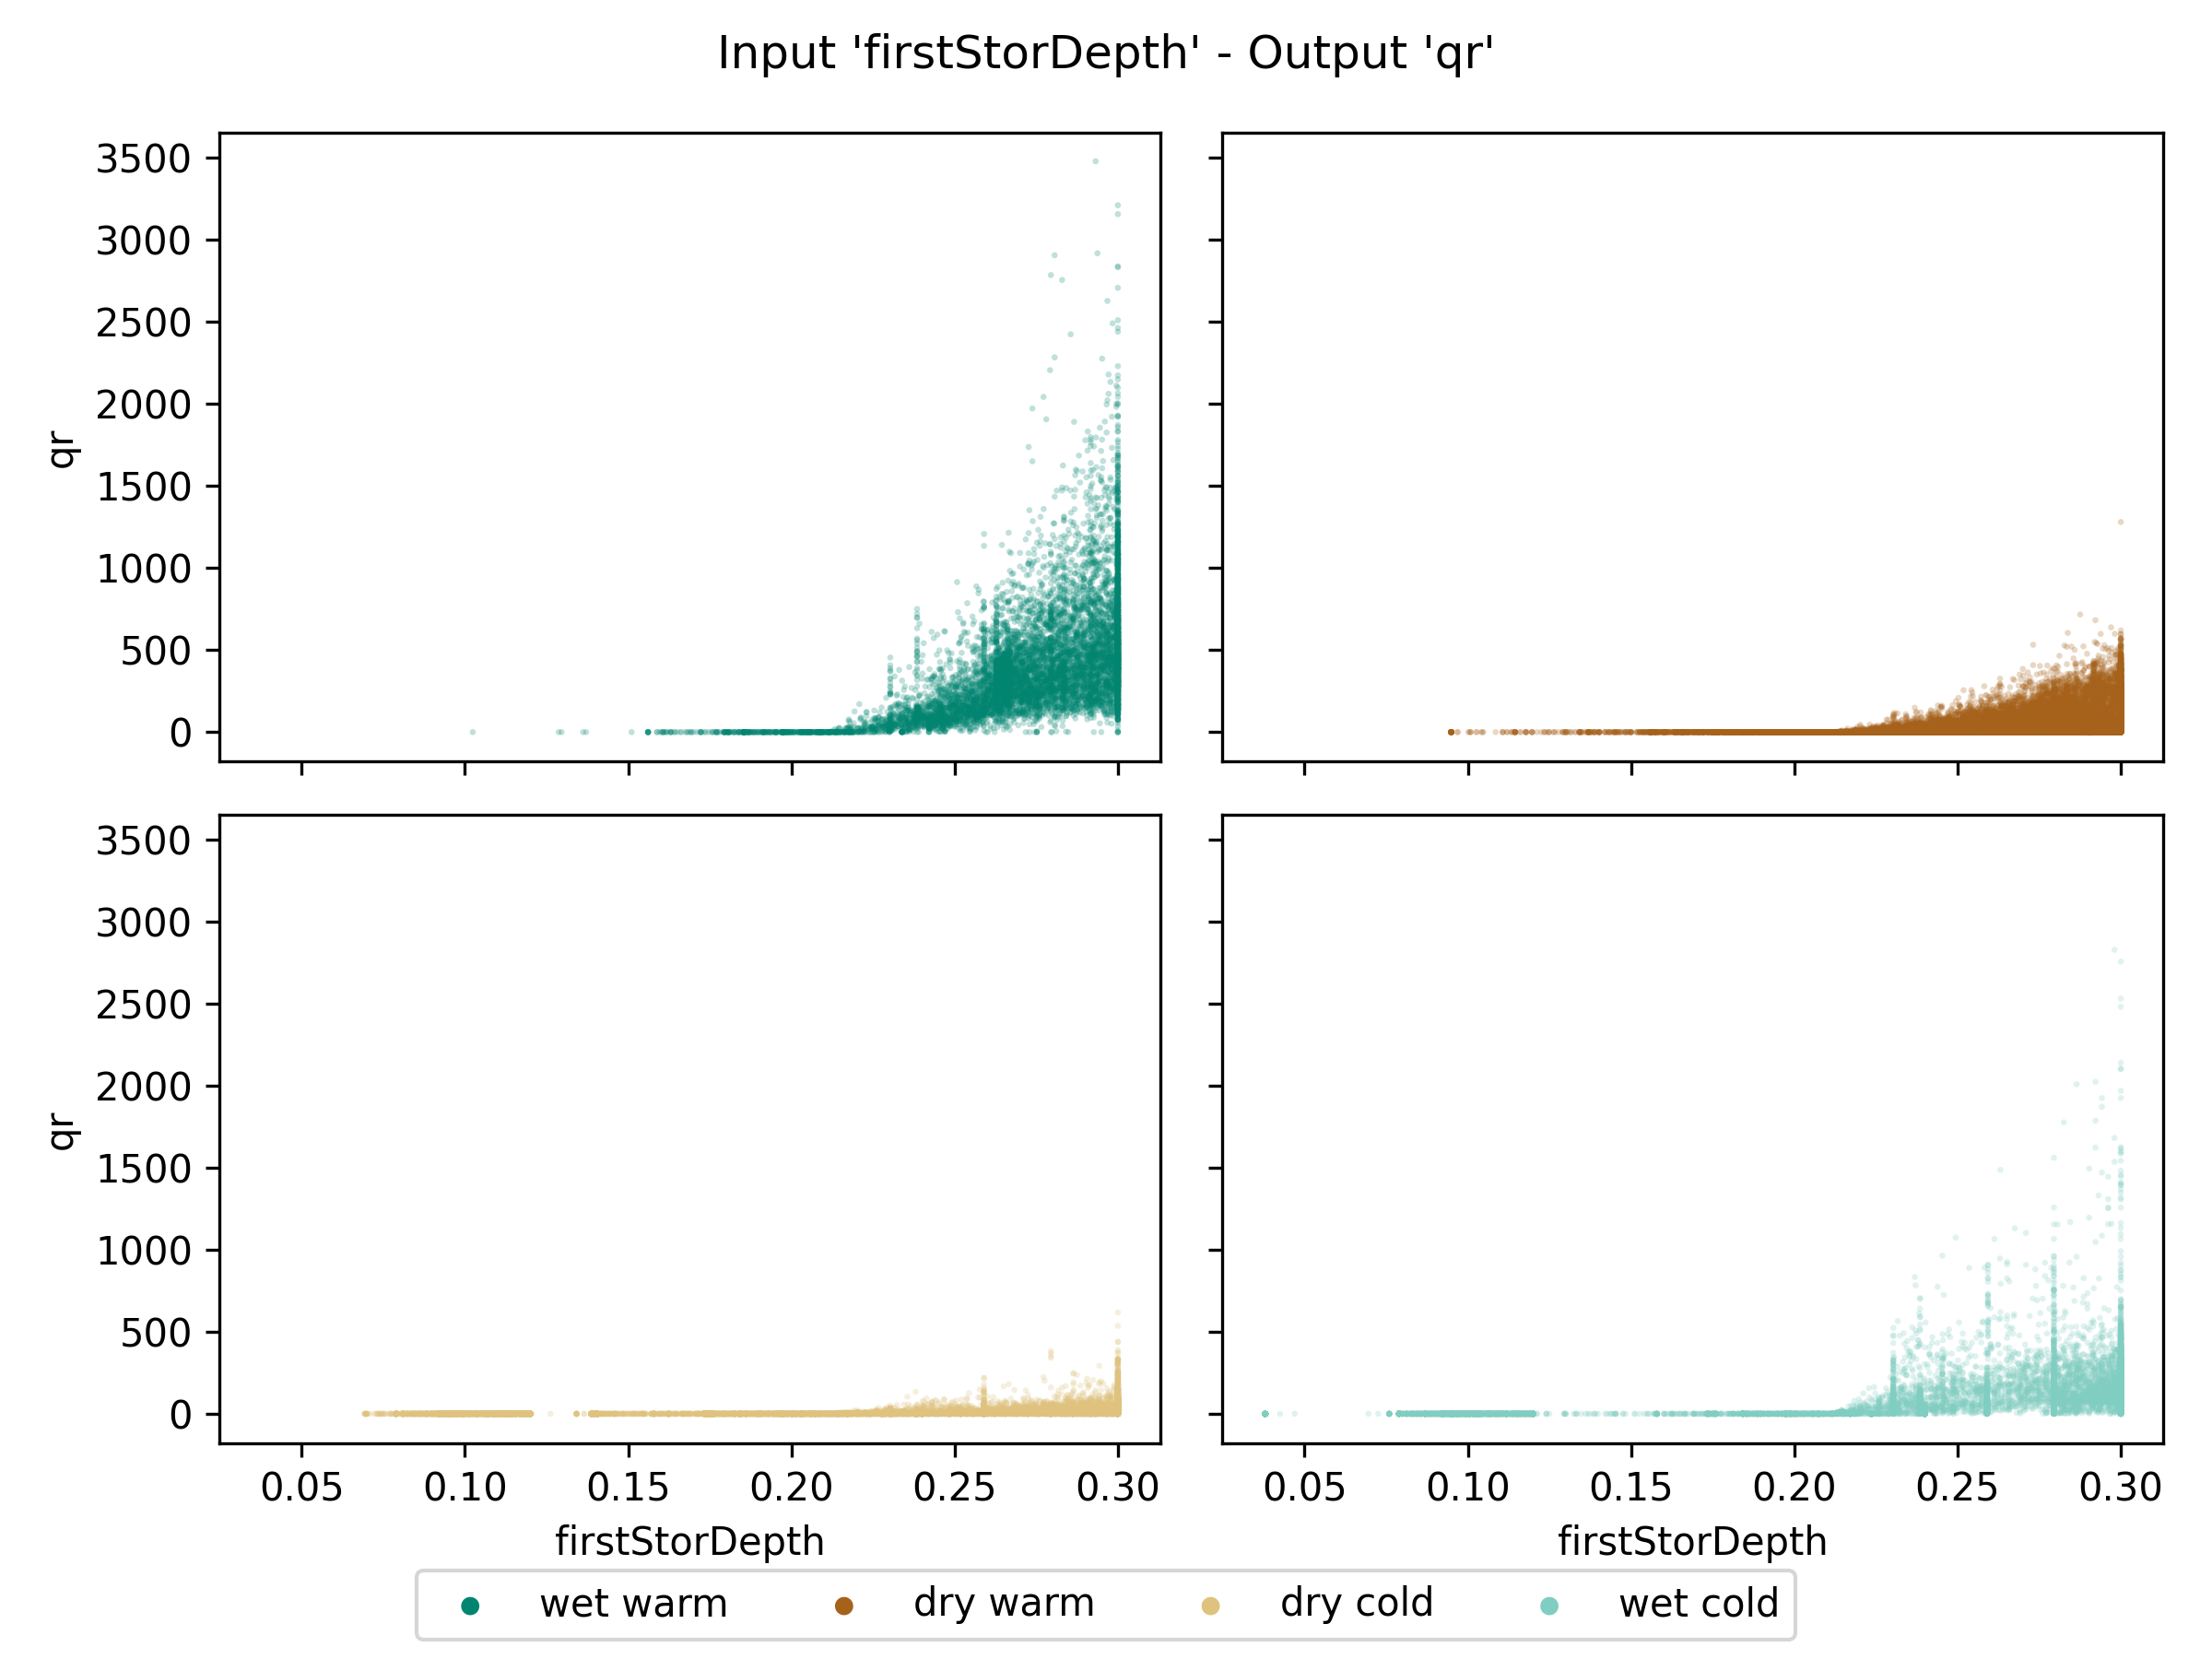 Input 'firstStorDepth' - Output 'qr'
3500
3000
2500
2000
1500
1000
500
0
qr
3500
3000
2500
2000
1500
1000
500
0
qr
0.05 0.10 0.15 0.20 0.25 0.30
firstStorDepth
0.05 0.10 0.15 0.20 0.25 0.30
firstStorDepth
wet warm dry warm dry cold wet cold